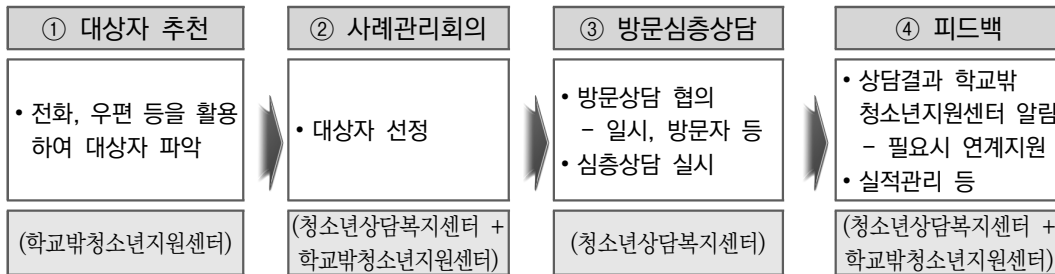 ① 대상자 추천
• 전화, 우편 등을 활용
하여 대상자 파악
(학교밖청소년지원센터)
② 사례관리회의
• 대상자 선정
(청소년상담복지센터 +
학교밖청소년지원센터)
③ 방문심층상담
• 방문상담 협의
- 일시, 방문자 등
• 심층상담 실시
(청소년상담복지센터)
④ 피드백
• 상담결과 학교밖
청소년지원센터 알림
- 필요시 연계지원
• 실적관리 등
(청소년상담복지센터 +
학교밖청소년지원센터)